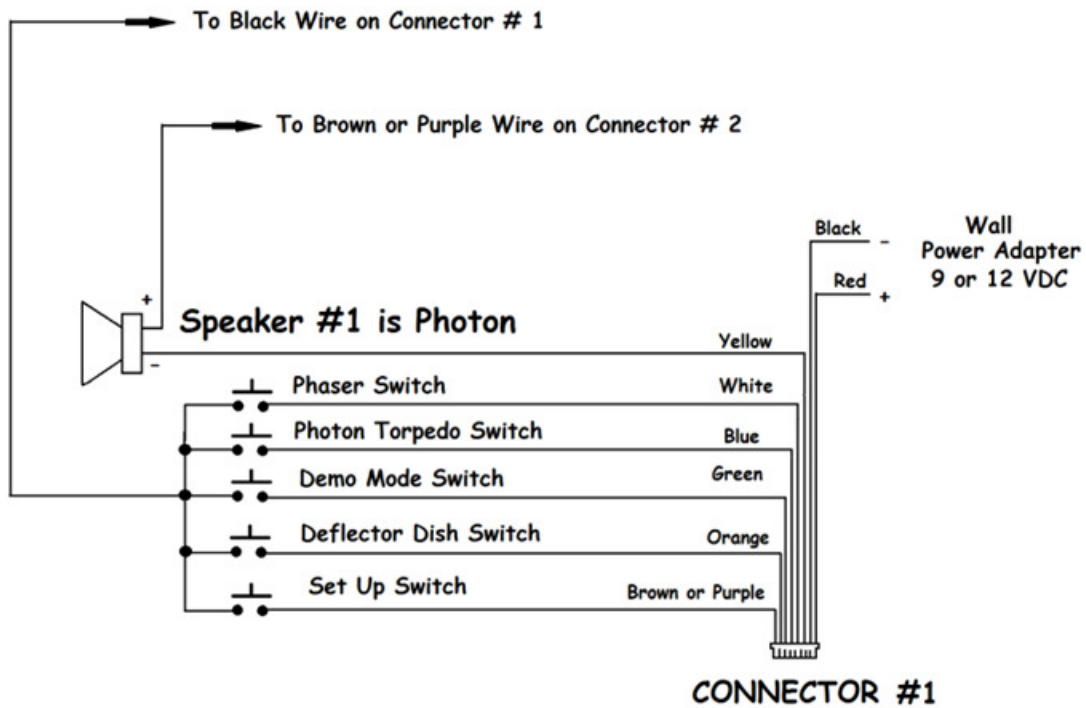 To Black Wire on Connector # 1
To Brown or Purple Wire on Connector # 2
Black -
Wall
Power Adapter
9 or 12 VDC
Red +
+
Speaker #1 is Photon
-
Yellow
Phaser Switch
White
Photon Torpedo Switch
Blue
Demo Mode Switch
Green
Deflector Dish Switch
Orange
Set Up Switch
Brown or Purple
CONNECTOR #1